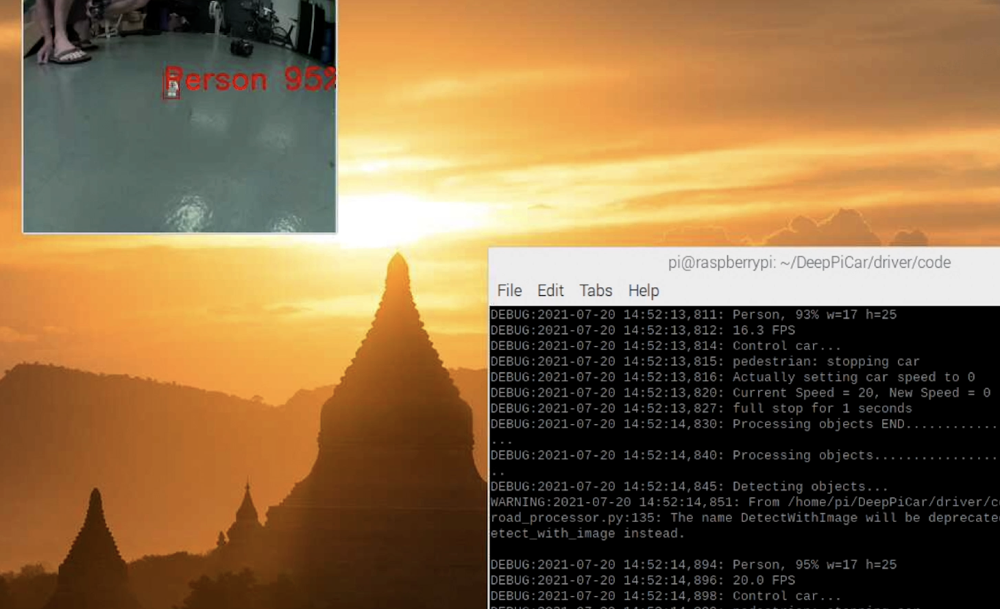 Person 95%
pi@raspberrypi: ~/DeepPiCar/driver/code
File Edit Tabs Help
DEBUG:2021-07-20 14:52:13,811: Person, 93% w=17 h=25
DEBUG:2021-07-20 14:52:13,812: 16.3 FPS
DEBUG:2021-07-20 14:52:13,814: Control car...
DEBUG:2021-07-20 14:52:13,815: pedestrian: stopping car
DEBUG:2021-07-20 14:52:13,816: Actually setting car speed to 0
DEBUG:2021-07-20 14:52:13,820: Current Speed = 20, New Speed = 0
DEBUG:2021-07-20 14:52:13,827: full stop for 1 seconds
DEBUG:2021-07-20 14:52:14,830: Processing objects END............
...
DEBUG:2021-07-20 14:52:14,840: Processing objects................
..
DEBUG:2021-07-20 14:52:14,845: Detecting objects...
WARNING:2021-07-20 14:52:14,851: From /home/pi/DeepPiCar/driver/c
road_processor.py:135: The name DetectWithImage will be deprecate
etect_with_image instead.
DEBUG:2021-07-20 14:52:14,894: Person, 95% w=17 h=25
DEBUG:2021-07-20 14:52:14,896: 20.0 FPS
DEBUG:2021-07-20 14:52:14,898: Control car...